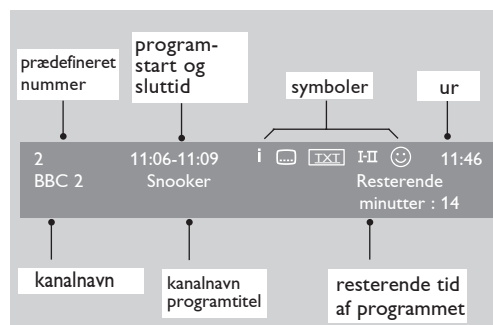 prædefineret
nummer
program-
start og
sluttid
symboler
ur
2 11:06-11:09 i TXT I-II 11:46
BBC 2 Snooker Resterende
minutter : 14
kanalnavn
kanalnavn
programtitel
resterende tid
af programmet